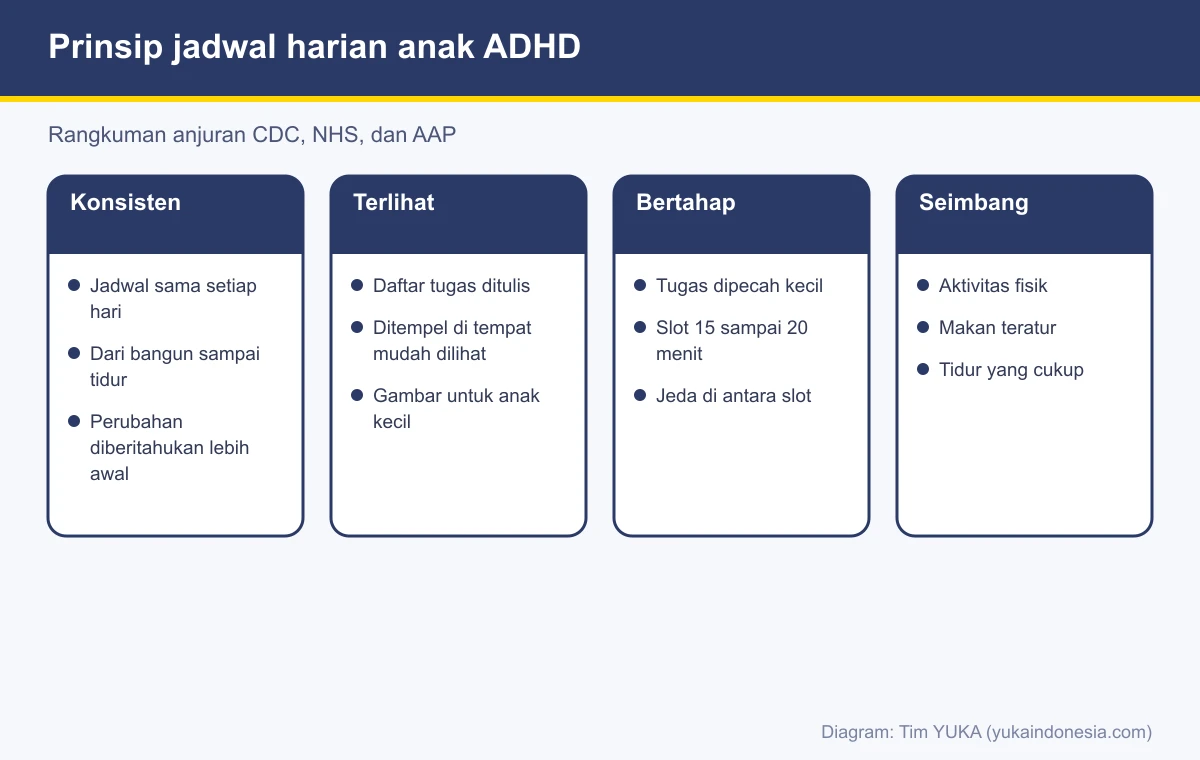 Prinsip jadwal harian anak ADHD
Rangkuman anjuran CDC, NHS, dan AAP
Konsisten
Jadwal sama setiap
hari
Dari bangun sampai
tidur
Perubahan
diberitahukan lebih
awal
Terlihat
Daftar tugas ditulis
Ditempel di tempat
mudah dilihat
Gambar untuk anak
kecil
Bertahap
Tugas dipecah kecil
Slot 15 sampai 20
menit
Jeda di antara slot
Seimbang
Aktivitas fisik
Makan teratur
Tidur yang cukup
Diagram: Tim YUKA (yukaindonesia.com)